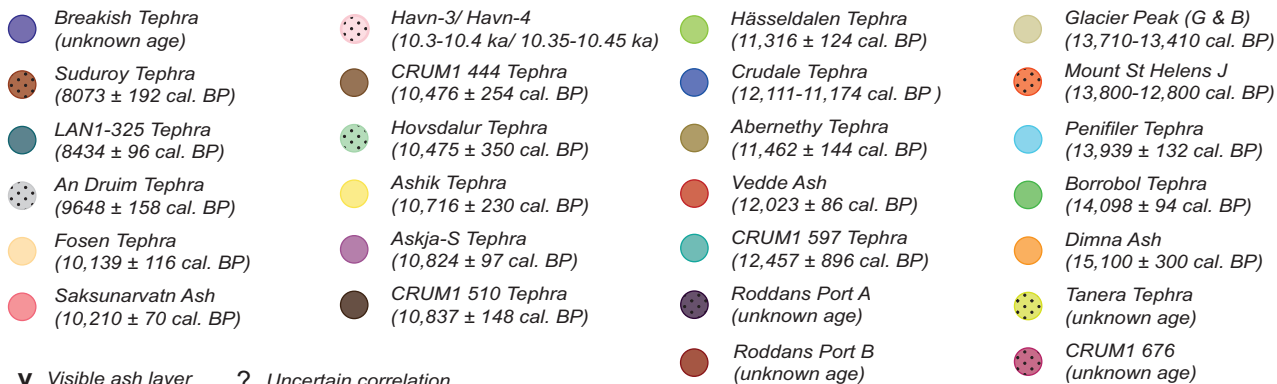 Breakish Tephra
(unknown age)
Suduroy Tephra
(8073 ± 192 cal. BP)
LAN1-325 Tephra
(8434 ± 96 cal. BP)
An Druim Tephra
(9648 ± 158 cal. BP)
Fosen Tephra
(10,139 ± 116 cal. BP)
Saksunarvatn Ash
(10,210 ± 70 cal. BP)
Havn-3/ Havn-4
(10.3-10.4 ka/ 10.35-10.45 ka)
CRUM1 444 Tephra
(10,476 ± 254 cal. BP)
Hovsdalur Tephra
(10,475 ± 350 cal. BP)
Ashik Tephra
(10,716 ± 230 cal. BP)
Askja-S Tephra
(10,824 ± 97 cal. BP)
CRUM1 510 Tephra
(10,837 ± 148 cal. BP)
Hässeldalen Tephra
(11,316 ± 124 cal. BP)
Crudale Tephra
(12,111-11,174 cal. BP )
Abernethy Tephra
(11,462 ± 144 cal. BP)
Vedde Ash
(12,023 ± 86 cal. BP)
CRUM1 597 Tephra
(12,457 ± 896 cal. BP)
Roddans Port A
(unknown age)
Roddans Port B
(unknown age)
Glacier Peak (G & B)
(13,710-13,410 cal. BP)
Mount St Helens J
(13,800-12,800 cal. BP)
Penifiler Tephra
(13,939 ± 132 cal. BP)
Borrobol Tephra
(14,098 ± 94 cal. BP)
Dimna Ash
(15,100 ± 300 cal. BP)
Tanera Tephra
(unknown age)
CRUM1 676
(unknown age)
v Visible ash layer
? Uncertain correlation